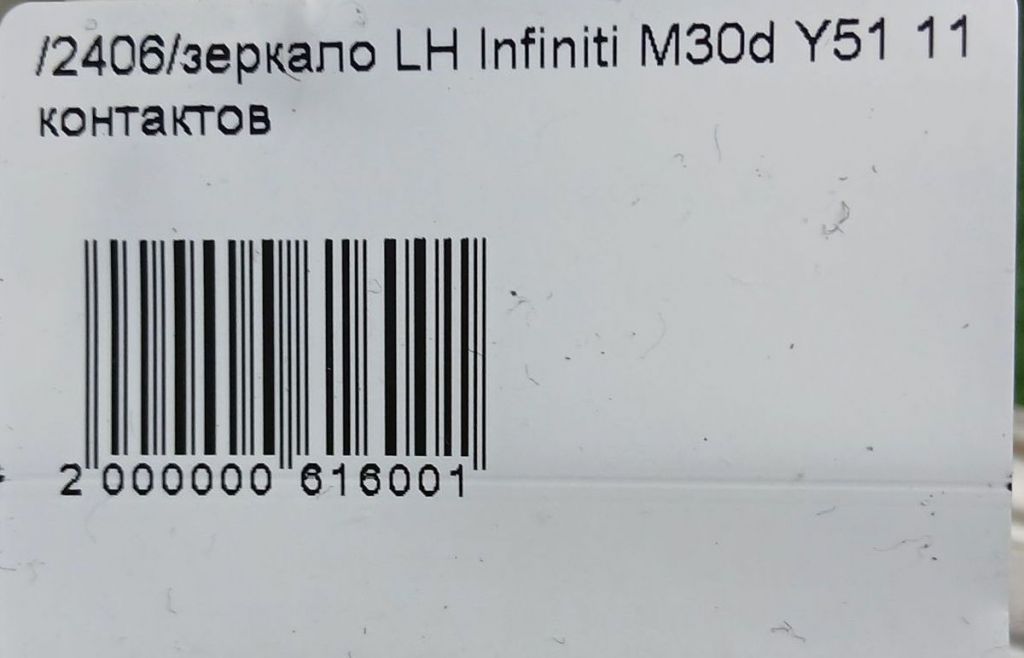 /2406/зеркало LH Infiniti M30d Y51 11
контактов
2 000000 616001